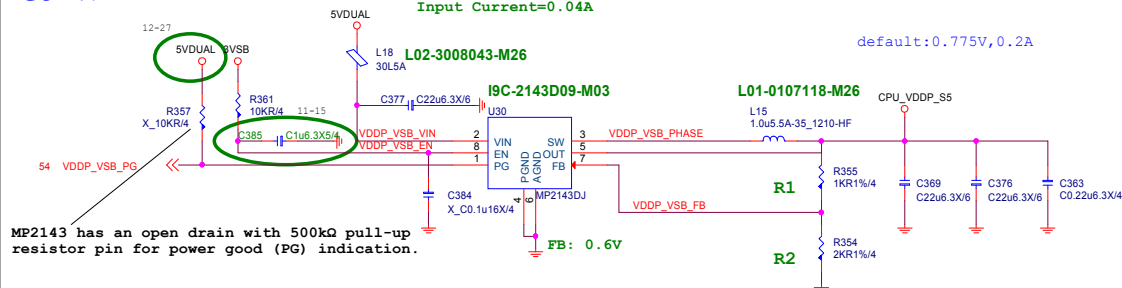 Input Current=0.04A
12-27
5VDUAL
3VSB
5VDUAL
L18
30L5A
L02-3008043-M26
default:0.775V,0.2A
R357
X_10KR/4
R361
10KR/4
11-15
C385
C1u6.3X5/4
C377
C22u6.3X/6
I9C-2143D09-M03
U30
L01-0107118-M26
L15
1.0u5.5A-35_1210-HF
CPU_VDDP_S5
VDDP_VSB_VIN
VDDP_VSB_EN
2
8
1
VIN
EN
PG
SW
OUT
FB
3
5
7
VDDP_VSB_PHASE
54
VDDP_VSB_PG
PGND
AGND
4
6
MP2143DJ
C384
X_C0.1u16X/4
VDDP_VSB_FB
R1
R355
1KR1%/4
C369
C22u6.3X/6
C376
C22u6.3X/6
C363
C0.22u6.3X/4
MP2143 has an open drain with 500kΩ pull-up
resistor pin for power good (PG) indication.
FB: 0.6V
R2
R354
2KR1%/4